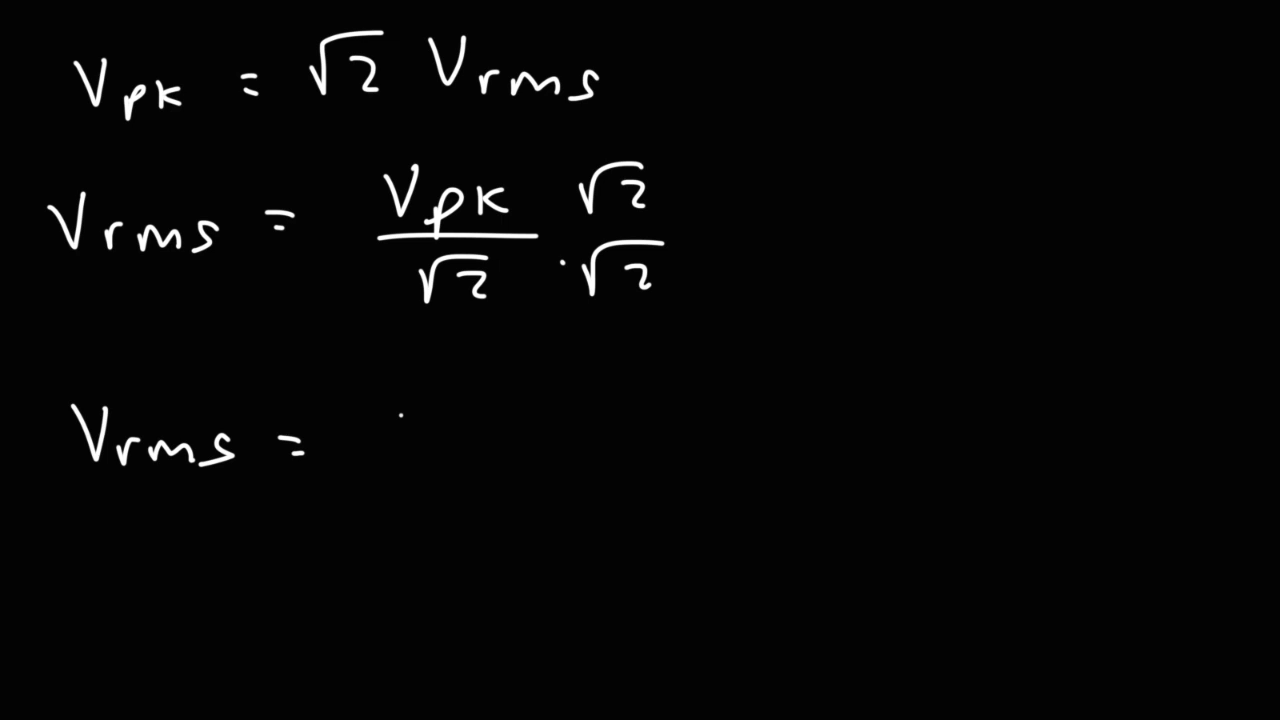 Vpk = √2 Vrms
Vrms = Vpk √2
√2 · √2
Vrms =